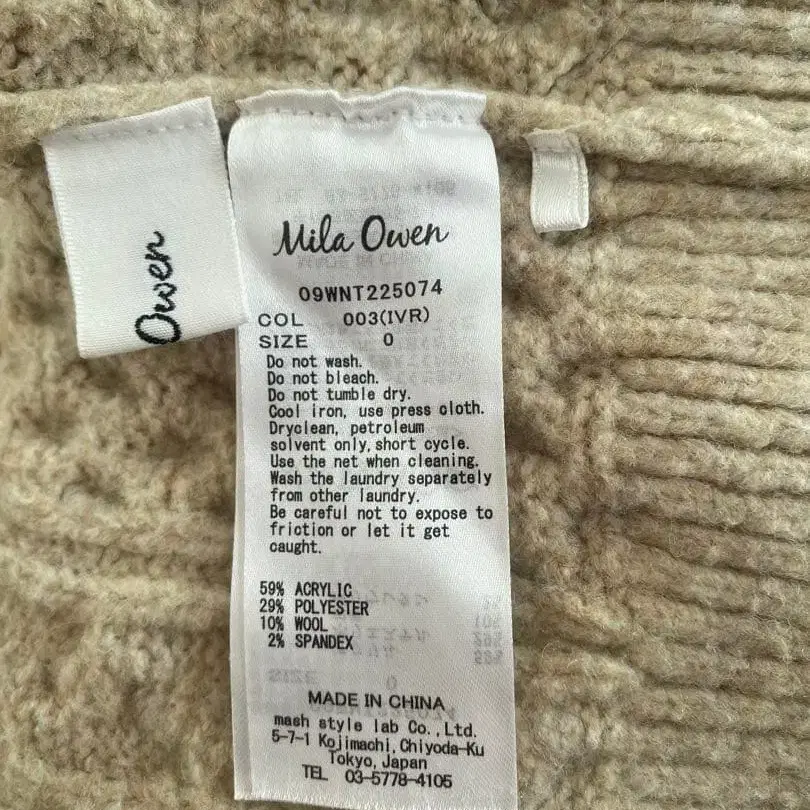 Owen
Mila Owen
09WNT225074
COL 003(IVR)
SIZE 0
Do not wash.
Do not bleach.
Do not tumble dry.
Cool iron, use press cloth.
Dryclean, petroleum
solvent only, short cycle.
Use the net when cleaning.
Wash the laundry separately
from other laundry.
Be careful not to expose to
friction or let it get
caught.
59% ACRYLIC
29% POLYESTER
10% WOOL
2% SPANDEX
MADE IN CHINA
mash style lab Co.,Ltd.
5-7-1 Kojimachi, Chiyoda-Ku
Tokyo, Japan
TEL 03-5778-4105